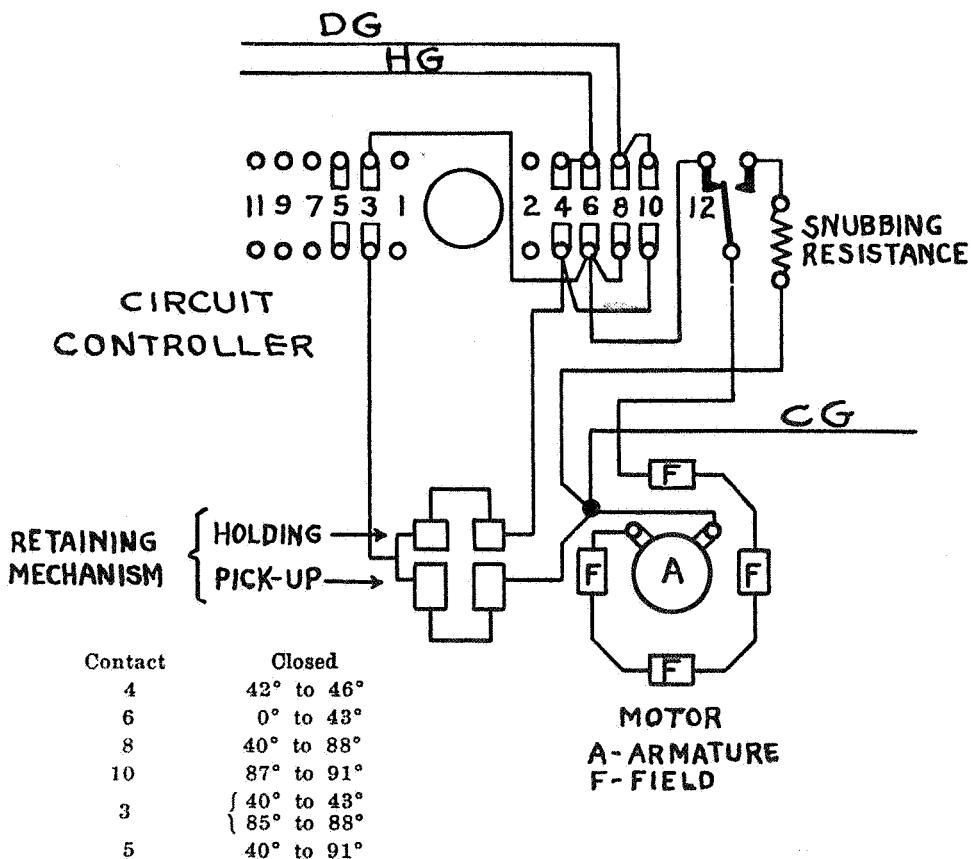 DG
HG
11 9 7 5 3 1 2 4 6 8 10 12
SNUBBING
RESISTANCE
CIRCUIT
CONTROLLER
CG
F
RETAINING
MECHANISM
HOLDING
PICK-UP
F A F
F
MOTOR
A-ARMATURE
F-FIELD
Contact Closed
4 42° to 46°
6 0° to 43°
8 40° to 88°
10 87° to 91°
3 { 40° to 43°
{ 85° to 88°
5 40° to 91°